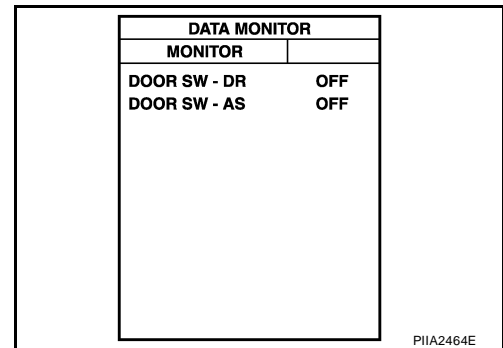 DATA MONITOR
MONITOR
DOOR SW - DR OFF
DOOR SW - AS OFF
PIIA2464E